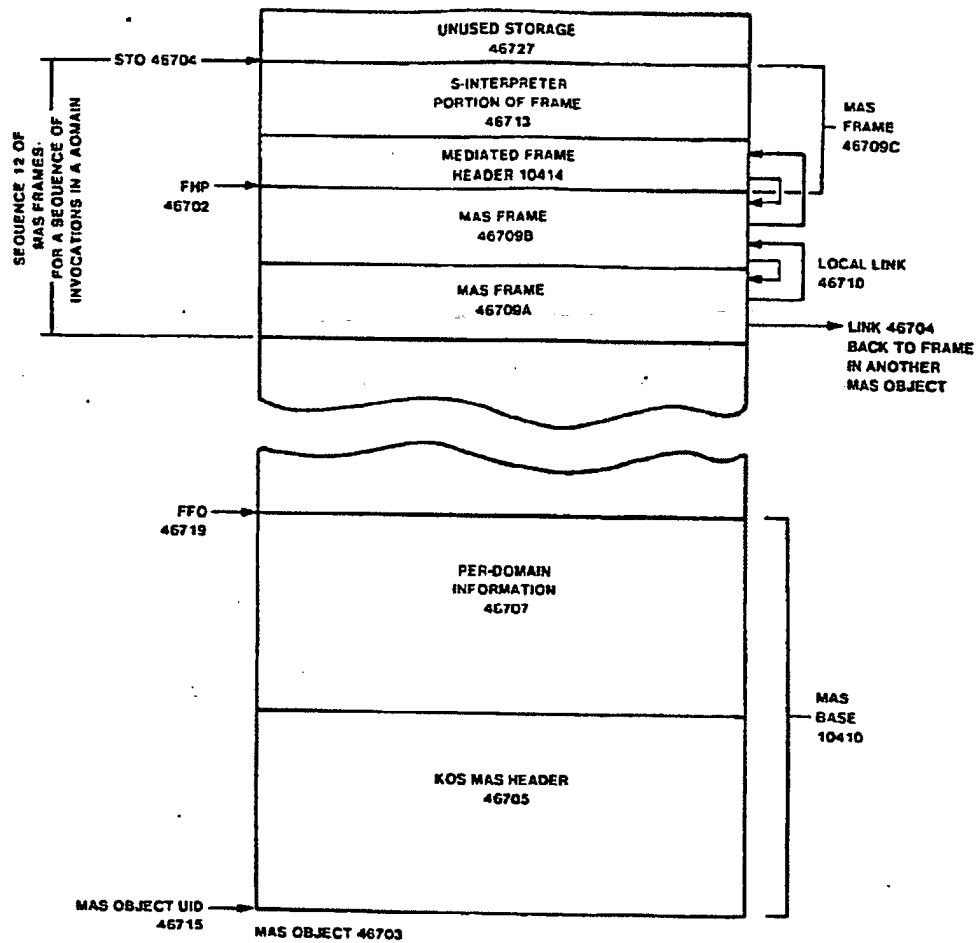 UNUSED STORAGE
46727
STO 46704
S-INTERPRETER
PORTION OF FRAME
46713
MAS
FRAME
46709C
MEDIATED FRAME
HEADER 10414
FHP
46702
SEQUENCE 12 OF
MAS FRAMES
FOR A SEQUENCE OF
INVOCATIONS IN A AOMAIN
MAS FRAME
46709B
LOCAL LINK
46710
MAS FRAME
46709A
LINK 46704
BACK TO FRAME
IN ANOTHER
MAS OBJECT
FFO
46719
PER-DOMAIN
INFORMATION
46707
MAS
BASE
10410
KOS MAS HEADER
46705
MAS OBJECT UID
46715
MAS OBJECT 46703